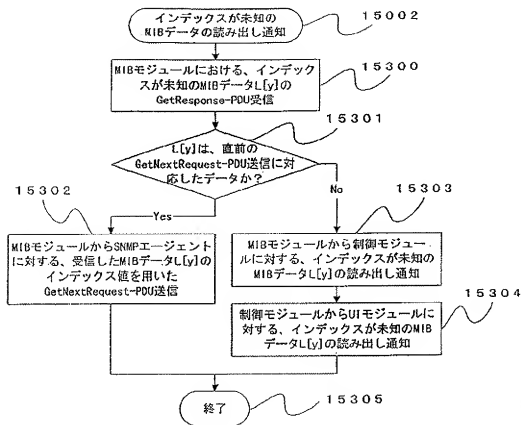 インデックスが未知の
MIBデータの読み出し通知
15002
MIBモジュールにおける、インデック
スが未知のMIBデータL[y]の
GetResponse-PDU受信
15300
L[y]は、直前の
GetNextRequest-PDU送信に対
応したデータか?
15301
Yes
No
15302
MIBモジュールからSNMPエージェント
に対する、受信したMIBデータL[y]の
インデックス値を用いた
GetNextRequest-PDU送信
15303
MIBモジュールから制御モジュー
ルに対する、インデックスが未知の
MIBデータL[y]の読み出し通知
15304
制御モジュールからUIモジュールに
対する、インデックスが未知のMIB
データL[y]の読み出し通知
終了
15305